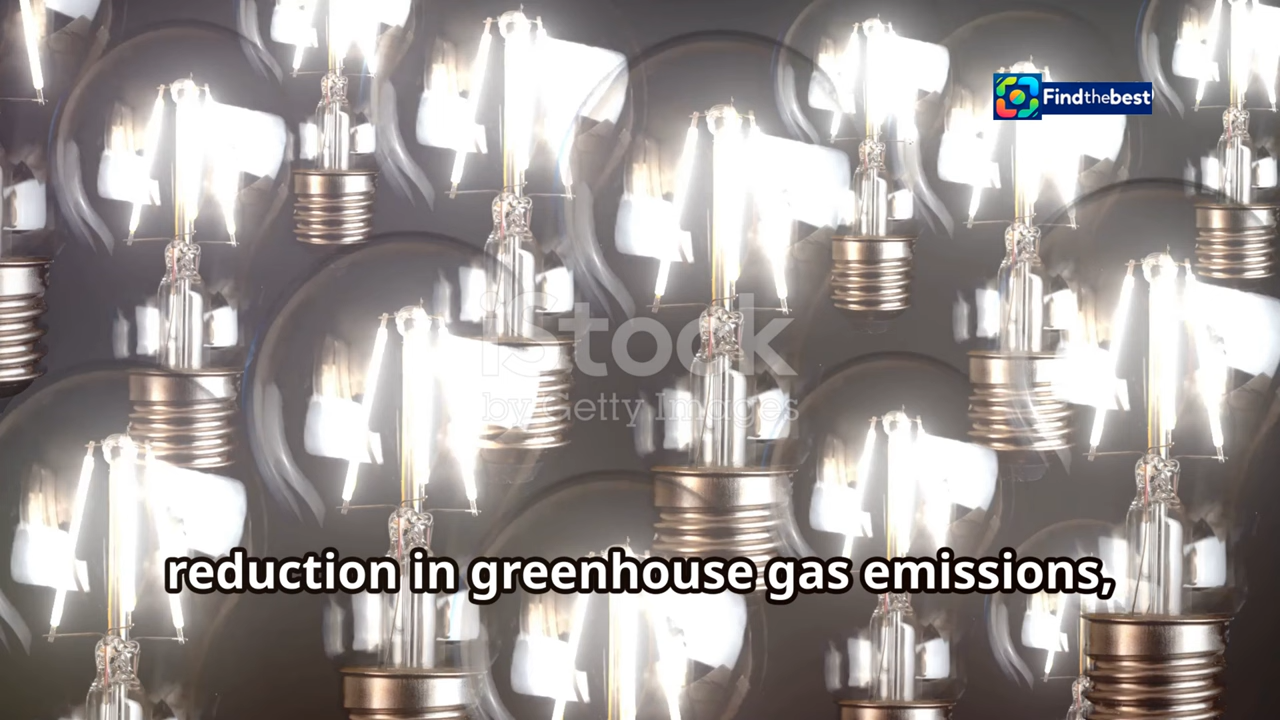 Findthebest
iStock
by Getty Images
reduction in greenhouse gas emissions,